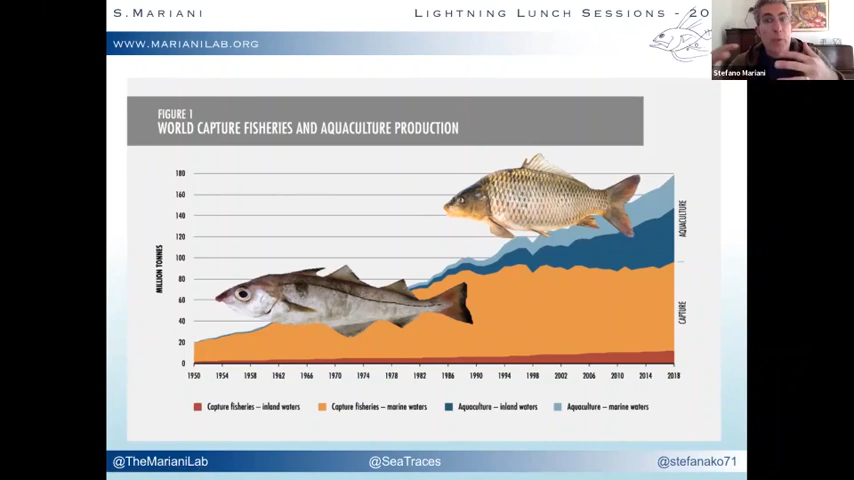 S.MARIANI
LIGHTNING LUNCH SESSIONS - 20
WWW.MARIANILAB.ORG
Stefano Mariani
FIGURE 1
WORLD CAPTURE FISHERIES AND AQUACULTURE PRODUCTION
180
160
140
120
100
80
60
40
20
0
MILLION TONNES
AQUACULTURE
CAPTURE
1950 1954 1958 1962 1966 1970 1974 1978 1982 1986 1990 1994 1998 2002 2006 2010 2014 2018
Capture fisheries – inland waters Capture fisheries – marine waters Aquaculture – inland waters Aquaculture – marine waters
@TheMarianiLab @SeaTraces @stefanako71